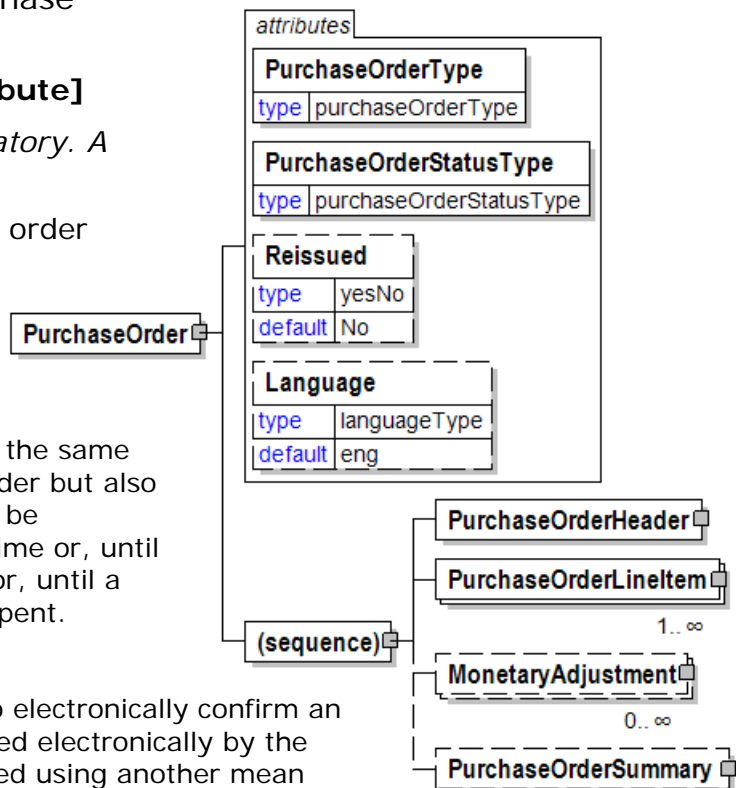 hase
bute]
atory. A
order
the same
der but also
be
ime or, until
or, until a
pent.
o electronically confirm an
ed electronically by the
ed using another mean
attributes
PurchaseOrderType
type purchaseOrderType
PurchaseOrderStatusType
type purchaseOrderStatusType
Reissued
type yesNo
default No
Language
type languageType
default eng
PurchaseOrder
(sequence)
PurchaseOrderHeader
PurchaseOrderLineItem
1.. ∞
MonetaryAdjustment
0.. ∞
PurchaseOrderSummary